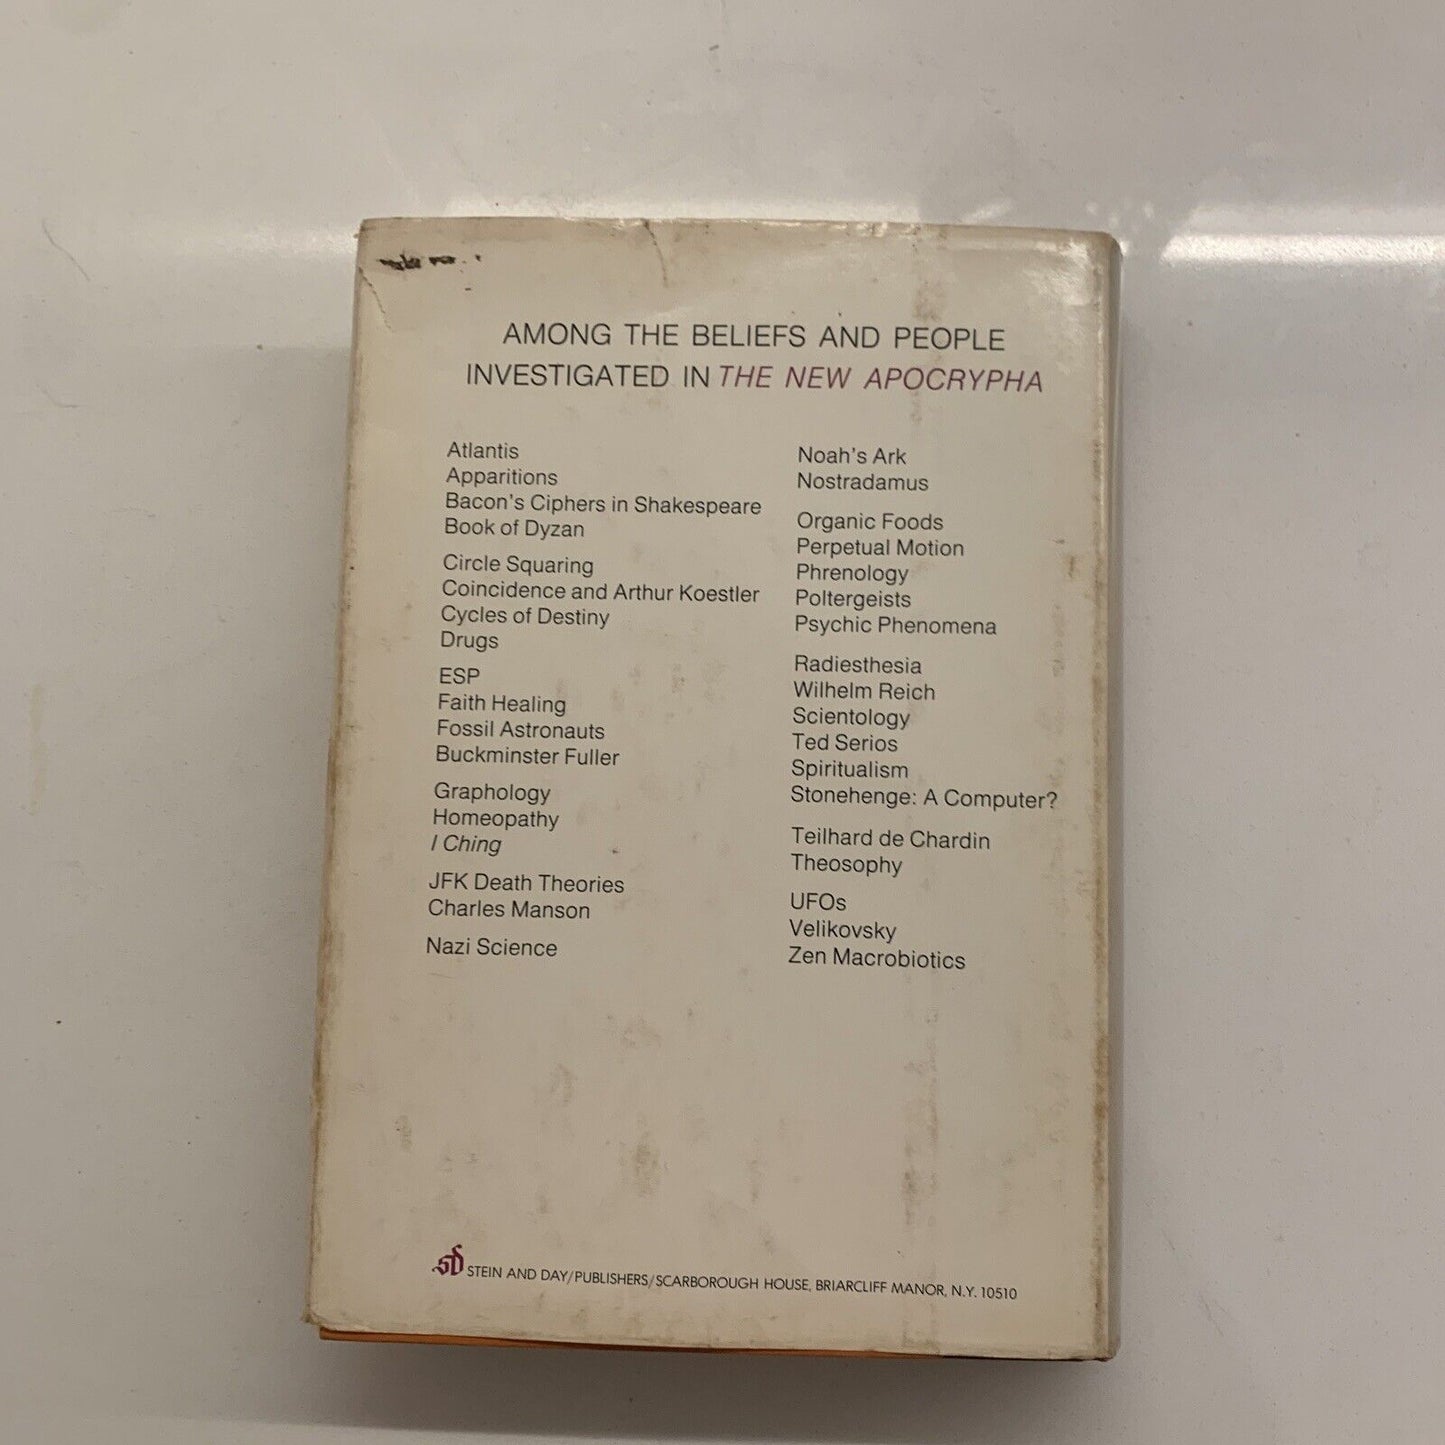 AMONG THE BELIEFS AND PEOPLE
INVESTIGATED IN THE NEW APOCRYPHA
Atlantis
Apparitions
Bacon's Ciphers in Shakespeare
Book of Dyzan
Circle Squaring
Coincidence and Arthur Koestler
Cycles of Destiny
Drugs
ESP
Faith Healing
Fossil Astronauts
Buckminster Fuller
Graphology
Homeopathy
I Ching
JFK Death Theories
Charles Manson
Nazi Science
Noah's Ark
Nostradamus
Organic Foods
Perpetual Motion
Phrenology
Poltergeists
Psychic Phenomena
Radiesthesia
Wilhelm Reich
Scientology
Ted Serios
Spiritualism
Stonehenge: A Computer?
Teilhard de Chardin
Theosophy
UFOs
Velikovsky
Zen Macrobiotics
SD STEIN AND DAY/PUBLISHERS/SCARBOROUGH HOUSE, BRIARCLIFF MANOR, N.Y. 10510